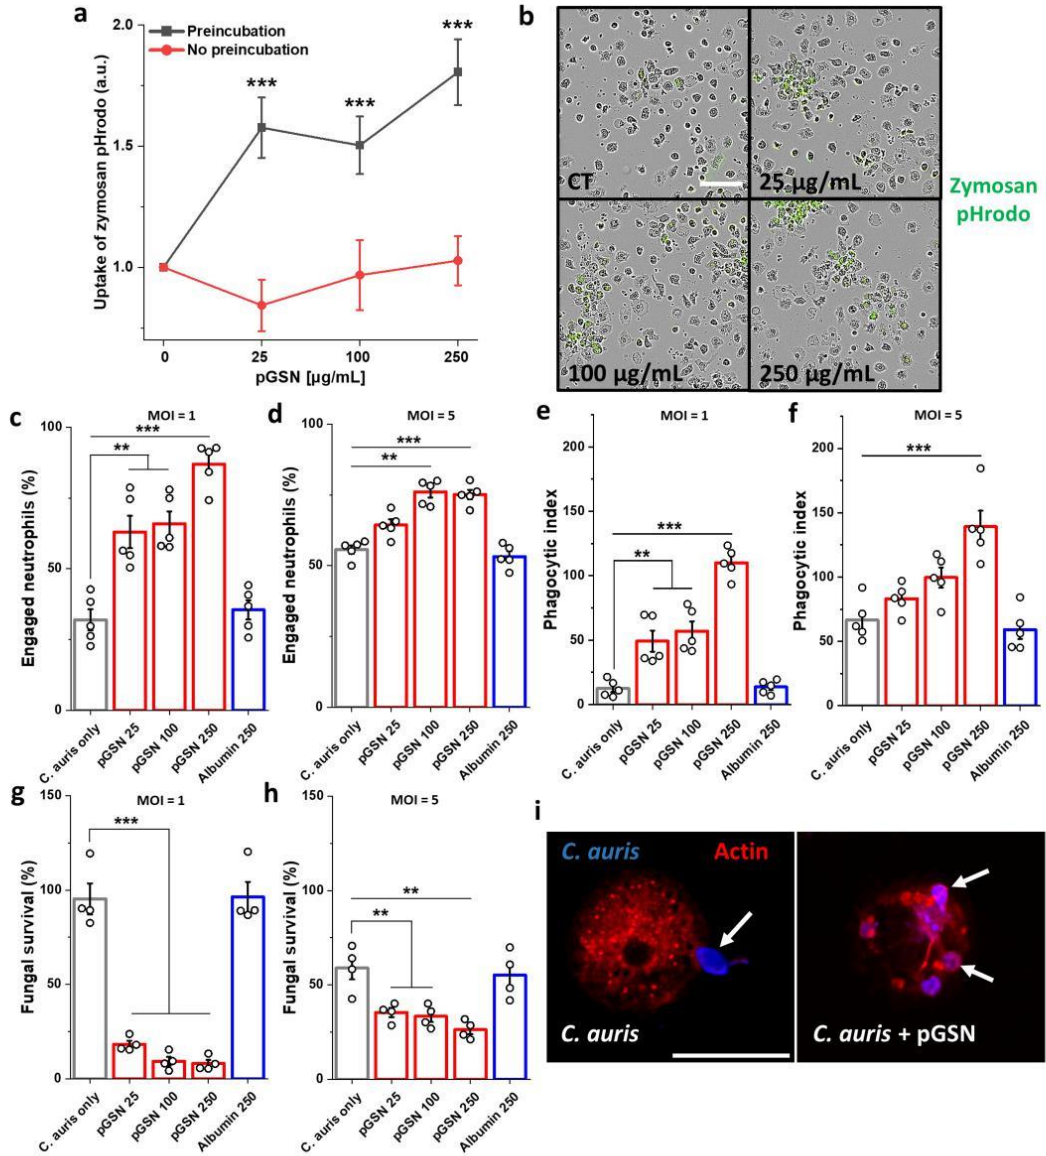 a
Uptake of zymosan pHrodo (a.u.)
2.0
1.5
1.0
Preincubation
No preincubation
***
***
***
0
25
100
250
pGSN [µg/mL]
b
CT
25 µg/mL
100 µg/mL
250 µg/mL
Zymosan
pHrodo
c
MOI = 1
Engaged neutrophils (%)
100
50
0
***
**
C. auris only
pGSN 25
pGSN 100
pGSN 250
Albumin 250
d
MOI = 5
Engaged neutrophils (%)
100
50
0
***
**
C. auris only
pGSN 25
pGSN 100
pGSN 250
Albumin 250
e
MOI = 1
Phagocytic index
200
150
100
50
0
***
**
C. auris only
pGSN 25
pGSN 100
pGSN 250
Albumin 250
f
MOI = 5
Phagocytic index
200
150
100
50
0
***
C. auris only
pGSN 25
pGSN 100
pGSN 250
Albumin 250
g
MOI = 1
Fungal survival (%)
150
100
50
0
***
C. auris only
pGSN 25
pGSN 100
pGSN 250
Albumin 250
h
MOI = 5
Fungal survival (%)
150
100
50
0
**
**
C. auris only
pGSN 25
pGSN 100
pGSN 250
Albumin 250
i
C. auris
Actin
C. auris
C. auris + pGSN